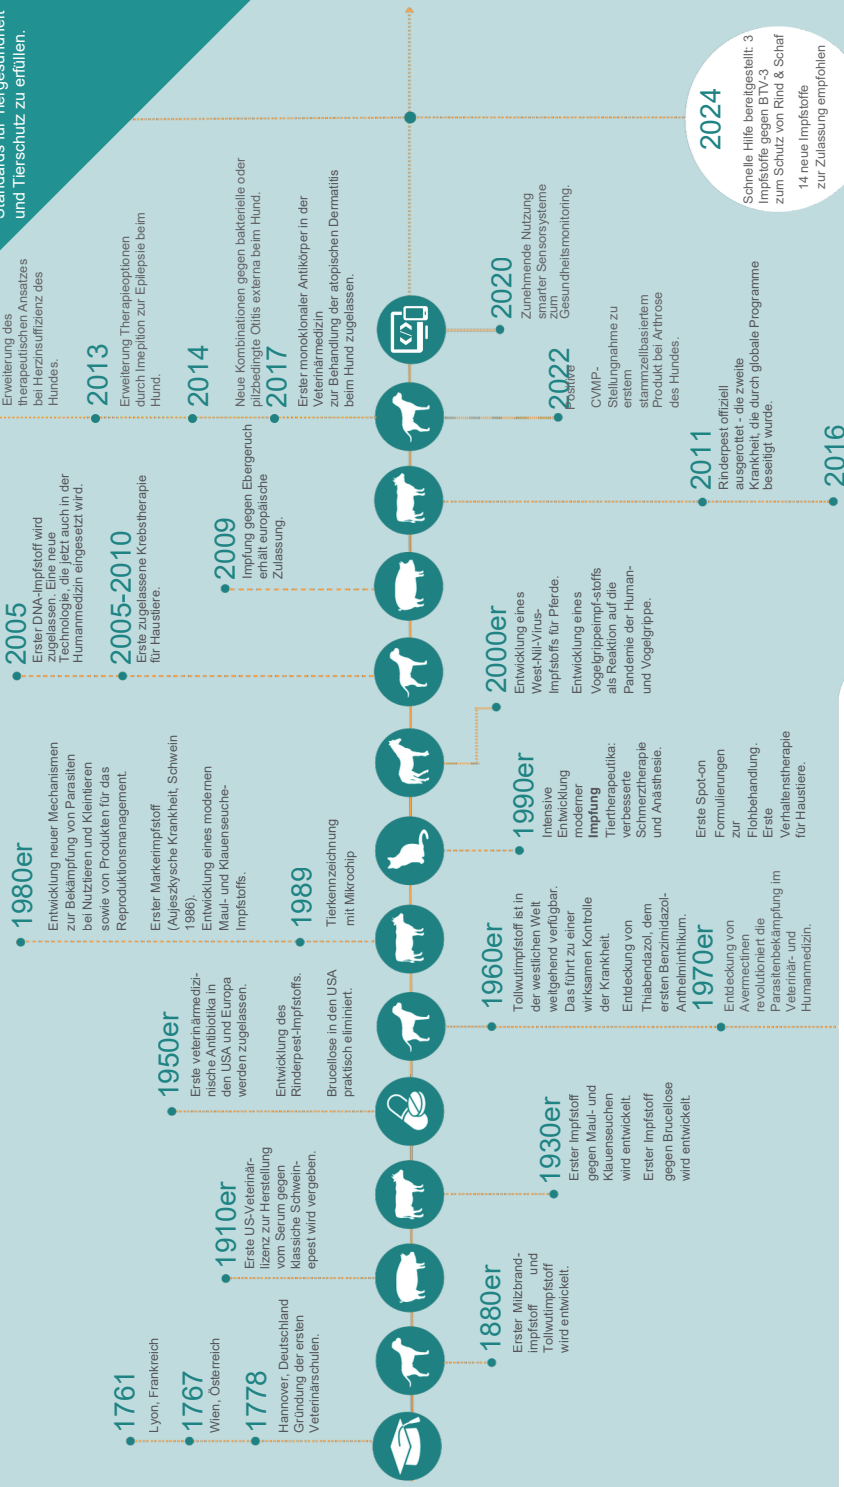 Standards für Tiergesundheit
und Tierschutz zu erfüllen.
1761
Lyon, Frankreich
1767
Wien, Österreich
1778
Hannover, Deutschland
Gründung der ersten
Veterinärschulen.
1880er
Erster Milzbrand-
impfstoff und
Tollwutimpfstoff
wird entwickelt.
1910er
Erste US-Veterinär-
lizenz zur Herstellung
vom Serum gegen
klassiche Schwein-
epest wird vergeben.
1930er
Erster Impfstoff
gegen Maul- und
Klauenseuchen
wird entwickelt.
Erster Impfstoff
gegen Brucellose
wird entwickelt.
1950er
Erste veterinärmedizi-
nische Antibiotika in
den USA und Europa
werden zugelassen.
Entwicklung des
Rinderpest-Impfstoffs.
Brucellose in den USA
praktisch eliminiert.
1960er
Tollwutimpfstoff ist in
der westlichen Welt
weitgehend verfügbar.
Das führt zu einer
wirksamen Kontrolle
der Krankheit.
Entdeckung von
Thiabendazol, dem
ersten Benzimidazol-
Anthelminthikum.
1970er
Entdeckung von
Avermectinen
revolutioniert die
Parasitenbekämpfung im
Veterinär- und
Humanmedizin.
1980er
Entwicklung neuer Mechanismen
zur Bekämpfung von Parasiten
bei Nutztieren und Kleintieren
sowie von Produkten für das
Reproduktionsmanagement.
Erster Markerimpfstoff
(Aujeszkysche Krankheit, Schwein
1986).
Entwicklung eines modernen
Maul- und Klauenseuche-
Impfstoffs.
1989
Tierkennzeichnung
mit Mikrochip
1990er
Intensive
Entwicklung
moderner
Impfung
Tiertherapeutika:
verbesserte
Schmerztherapie
und Anästhesie.
Erste Spot-on
Formulierungen
zur
Flohbehandlung.
Erste
Verhaltenstherapie
für Haustiere.
2000er
Entwicklung eines
West-Nil-Virus-
Impfstoffs für Pferde.
Entwicklung eines
Vogelgrippeimpf-stoffs
als Reaktion auf die
Pandemie der Human-
und Vogelgrippe.
2005
Erster DNA-Impfstoff wird
zugelassen. Eine neue
Technologie, die jetzt auch in der
Humanmedizin eingesetzt wird.
2005-2010
Erste zugelassene Krebstherapie
für Haustiere.
2009
Impfung gegen Ebergeruch
erhält europäische
Zulassung.
2011
Rinderpest offiziell
ausgerottet - die zweite
Krankheit, die durch globale Programme
beseitigt wurde.
2016
Erweiterung des
therapeutischen Ansatzes
bei Herzinsuffizienz des
Hundes.
2013
Erweiterung Therapieoptionen
durch Imepition zur Epilepsie beim
Hund.
2014
Neue Kombinationen gegen bakterielle oder
pilzbedingte Otitis externa beim Hund.
2017
Erster monoklonaler Antikörper in der
Veterinärmedizin
zur Behandlung der atopischen Dermatitis
beim Hund zugelassen.
2022
Positive
CVMP-
Stellungnahme zu
erstem
stammzellbasiertem
Produkt bei Arthrose
des Hundes.
2020
Zunehmende Nutzung
smarter Sensorsysteme
zum
Gesundheitsmonitoring.
2024
Schnelle Hilfe bereitgestellt: 3
Impfstoffe gegen BTV-3
zum Schutz von Rind & Schaf
14 neue Impfstoffe
zur Zulassung empfohlen